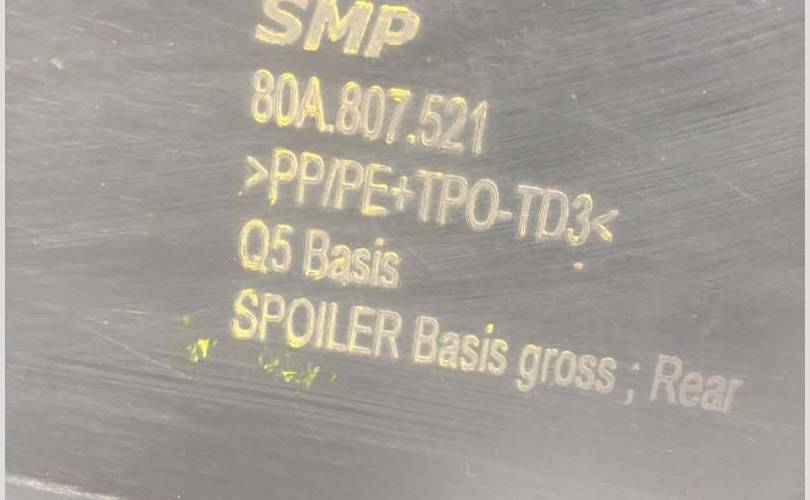 SMP
80A.807.521
>PP/PE+TPO-TD3<
Q5 Basis
SPOILER Basis gross ; Rear